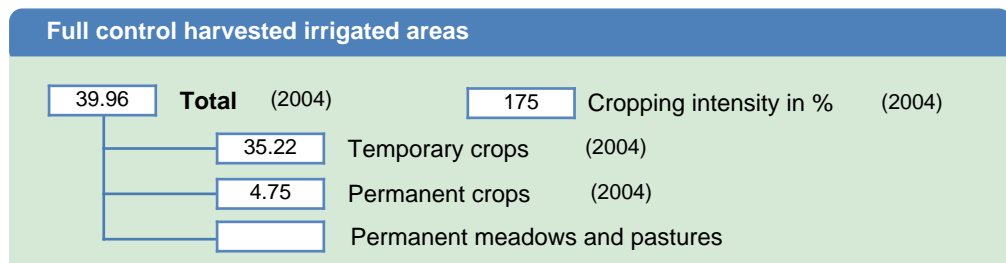 Full control harvested irrigated areas
39.96 Total (2004) 175 Cropping intensity in % (2004)
35.22 Temporary crops (2004)
4.75 Permanent crops (2004)
Permanent meadows and pastures